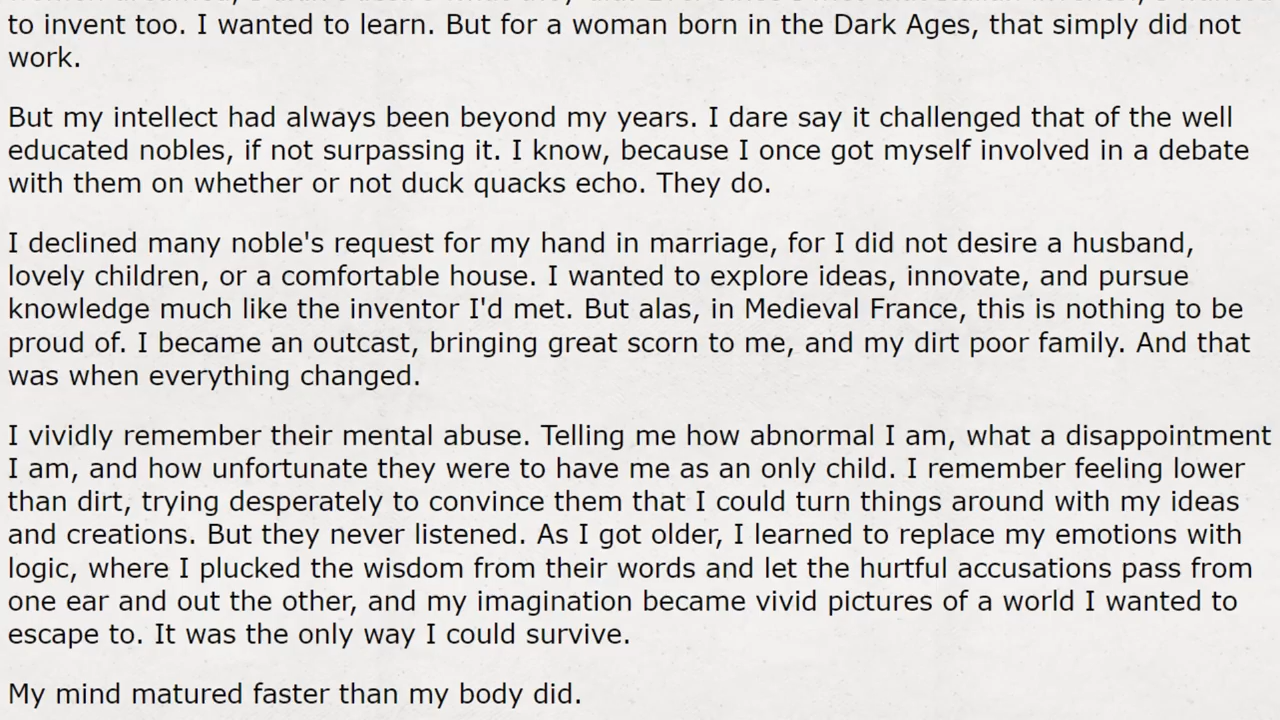 to invent too. I wanted to learn. But for a woman born in the Dark Ages, that simply did not
work.
But my intellect had always been beyond my years. I dare say it challenged that of the well
educated nobles, if not surpassing it. I know, because I once got myself involved in a debate
with them on whether or not duck quacks echo. They do.
I declined many noble's request for my hand in marriage, for I did not desire a husband,
lovely children, or a comfortable house. I wanted to explore ideas, innovate, and pursue
knowledge much like the inventor I'd met. But alas, in Medieval France, this is nothing to be
proud of. I became an outcast, bringing great scorn to me, and my dirt poor family. And that
was when everything changed.
I vividly remember their mental abuse. Telling me how abnormal I am, what a disappointment
I am, and how unfortunate they were to have me as an only child. I remember feeling lower
than dirt, trying desperately to convince them that I could turn things around with my ideas
and creations. But they never listened. As I got older, I learned to replace my emotions with
logic, where I plucked the wisdom from their words and let the hurtful accusations pass from
one ear and out the other, and my imagination became vivid pictures of a world I wanted to
escape to. It was the only way I could survive.
My mind matured faster than my body did.